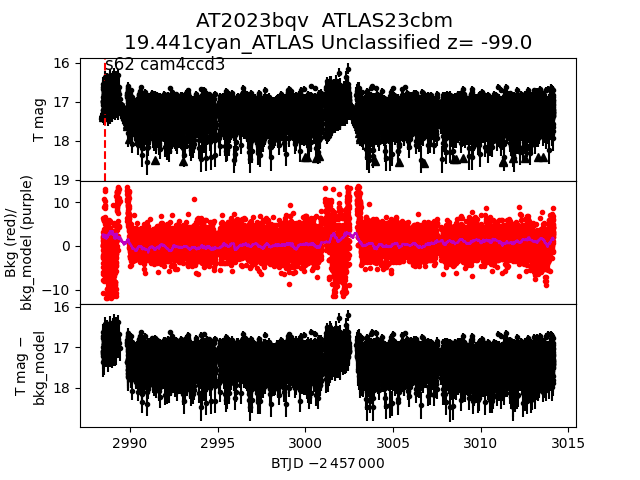 AT2023bqv  ATLAS23cbm
19.441cyan_ATLAS Unclassified z= -99.0
s62 cam4ccd3
16
17
18
19
T mag
10
0
−10
Bkg (red)/
bkg_model (purple)
16
17
18
T mag −
bkg_model
2990
2995
3000
3005
3010
3015
BTJD −2 457 000